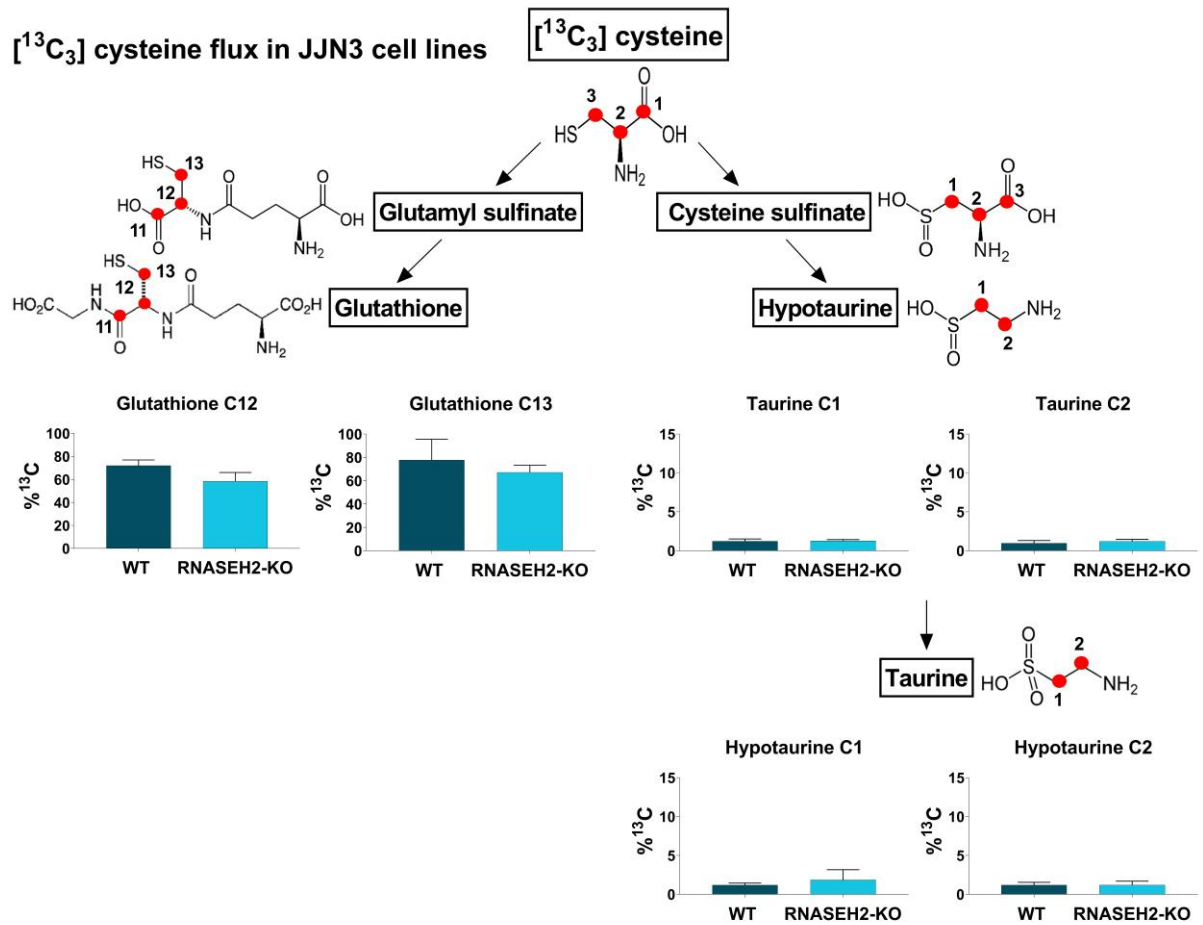 [¹³C₃] cysteine flux in JJN3 cell lines
[¹³C₃] cysteine
O
3
1
2
HS
OH
NH₂
HS
13
12
O
O
HO
N
H
OH
11
O
NH₂
Glutamyl sulfinate
Cysteine sulfinate
O
HO
1
3
2
S
OH
O
NH₂
HS
13
12
O
HO₂C
H
N
CO₂H
11
N
H
O
NH₂
Glutathione
Hypotaurine
1
HO
NH₂
S
2
O
Glutathione C12
Glutathione C13
Taurine C1
Taurine C2
%¹³C
100
80
60
40
20
0
WT RNASEH2-KO
%¹³C
100
80
60
40
20
0
WT RNASEH2-KO
%¹³C
15
10
5
0
WT RNASEH2-KO
%¹³C
15
10
5
0
WT RNASEH2-KO
Taurine
O
2
S
HO
O
1
NH₂
Hypotaurine C1
Hypotaurine C2
%¹³C
15
10
5
0
WT RNASEH2-KO
%¹³C
15
10
5
0
WT RNASEH2-KO